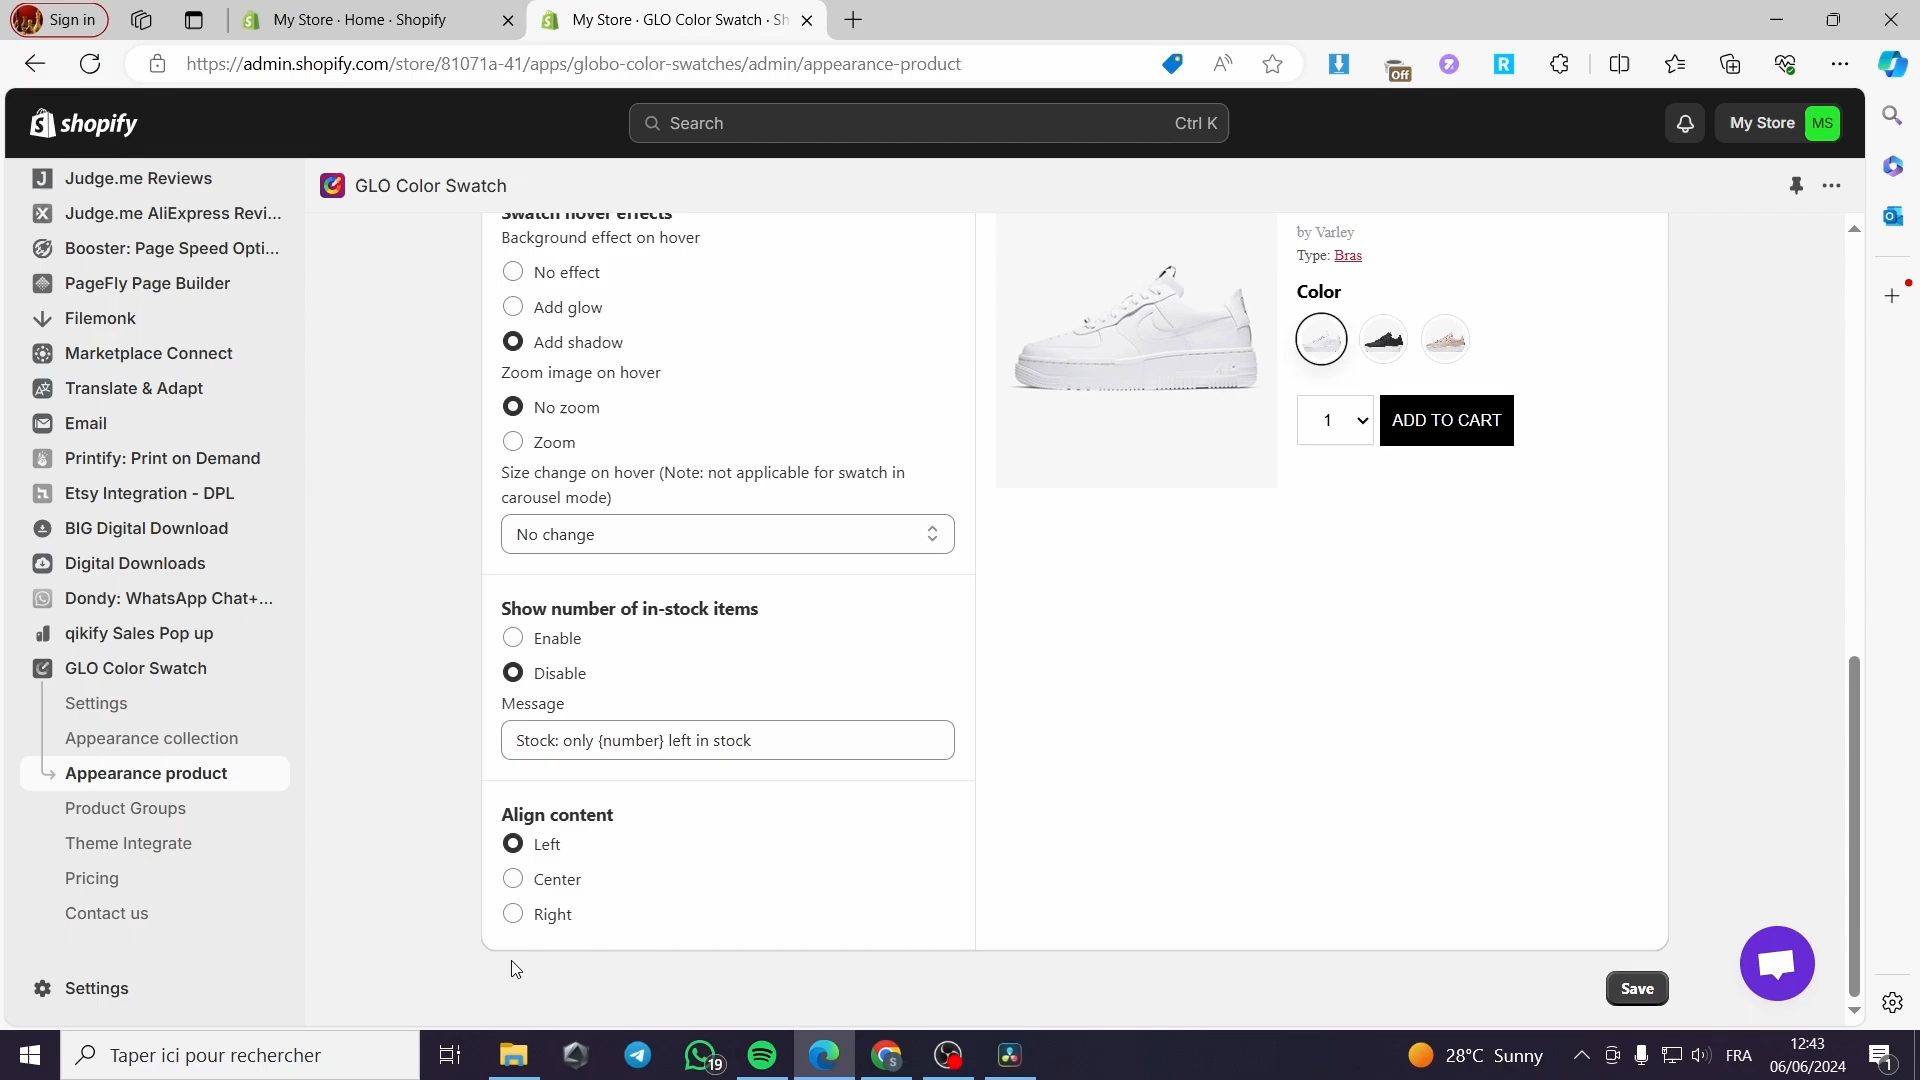 Sign in
My Store · Home · Shopify
My Store · GLO Color Swatch · Sh
https://admin.shopify.com/store/81071a-41/apps/globo-color-swatches/admin/appearance-product
Off
shopify
Search
Ctrl K
My Store
MS
Judge.me Reviews
Judge.me AliExpress Revi...
Booster: Page Speed Opti...
PageFly Page Builder
Filemonk
Marketplace Connect
Translate & Adapt
Email
Printify: Print on Demand
Etsy Integration - DPL
BIG Digital Download
Digital Downloads
Dondy: WhatsApp Chat+...
qikify Sales Pop up
GLO Color Swatch
Settings
Appearance collection
Appearance product
Product Groups
Theme Integrate
Pricing
Contact us
Settings
GLO Color Swatch
Swatch hover effects
Background effect on hover
No effect
Add glow
Add shadow
Zoom image on hover
No zoom
Zoom
Size change on hover (Note: not applicable for swatch in
carousel mode)
No change
Show number of in-stock items
Enable
Disable
Message
Stock: only {number} left in stock
Align content
Left
Center
Right
by Varley
Type: Bras
Color
1
ADD TO CART
Save
Taper ici pour rechercher
19
28°C Sunny
FRA
12:43
06/06/2024
1